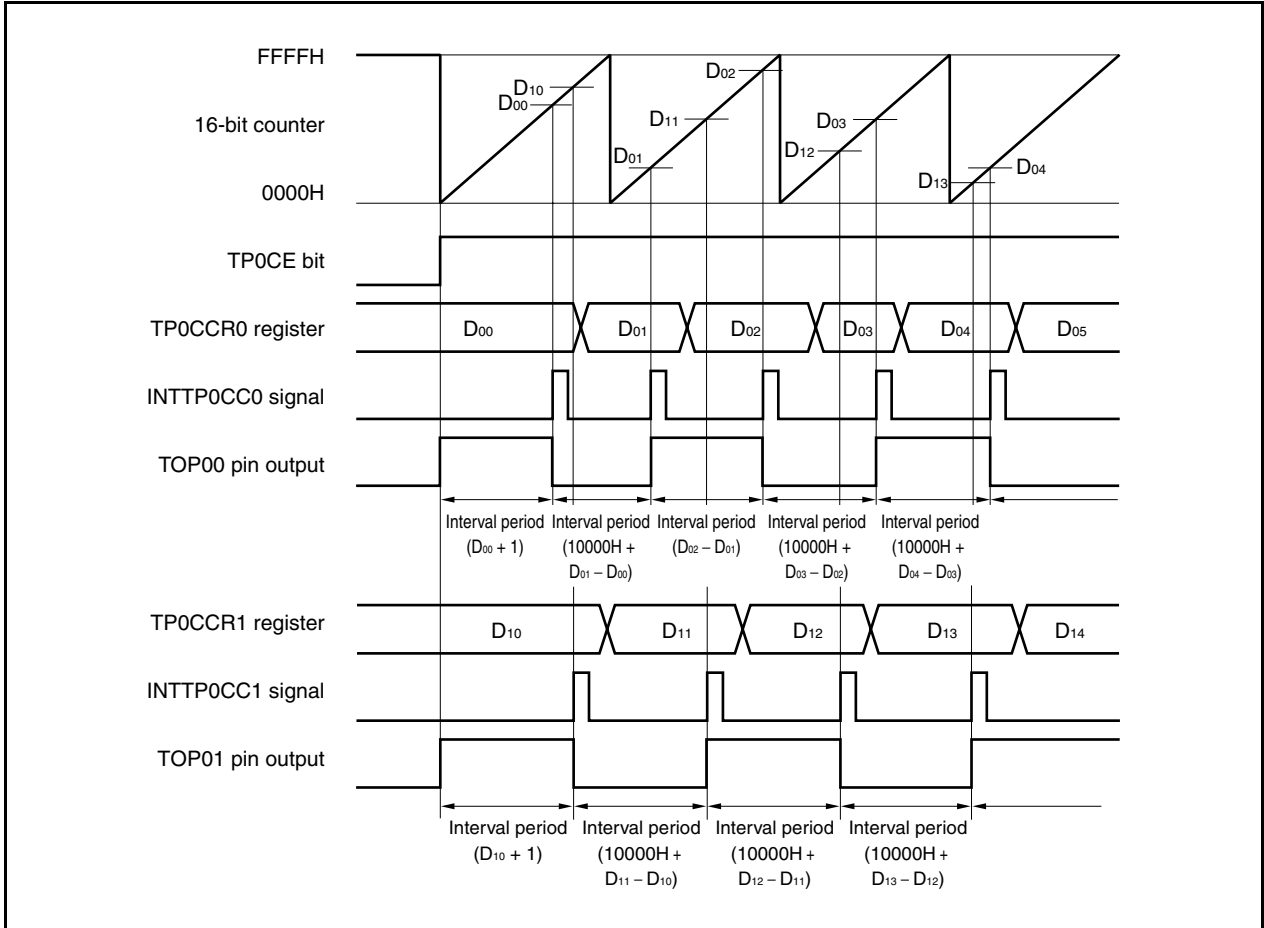 FFFFH
16-bit counter
0000H
D10
D00
D01
D11
D02
D12
D03
D13
D04
TP0CE bit
TP0CCR0 register
D00
D01
D02
D03
D04
D05
INTTP0CC0 signal
TOP00 pin output
Interval period
(D00 + 1)
Interval period
(10000H +
D01 – D00)
Interval period
(D02 – D01)
Interval period
(10000H +
D03 – D02)
Interval period
(10000H +
D04 – D03)
TP0CCR1 register
D10
D11
D12
D13
D14
INTTP0CC1 signal
TOP01 pin output
Interval period
(D10 + 1)
Interval period
(10000H +
D11 – D10)
Interval period
(10000H +
D12 – D11)
Interval period
(10000H +
D13 – D12)